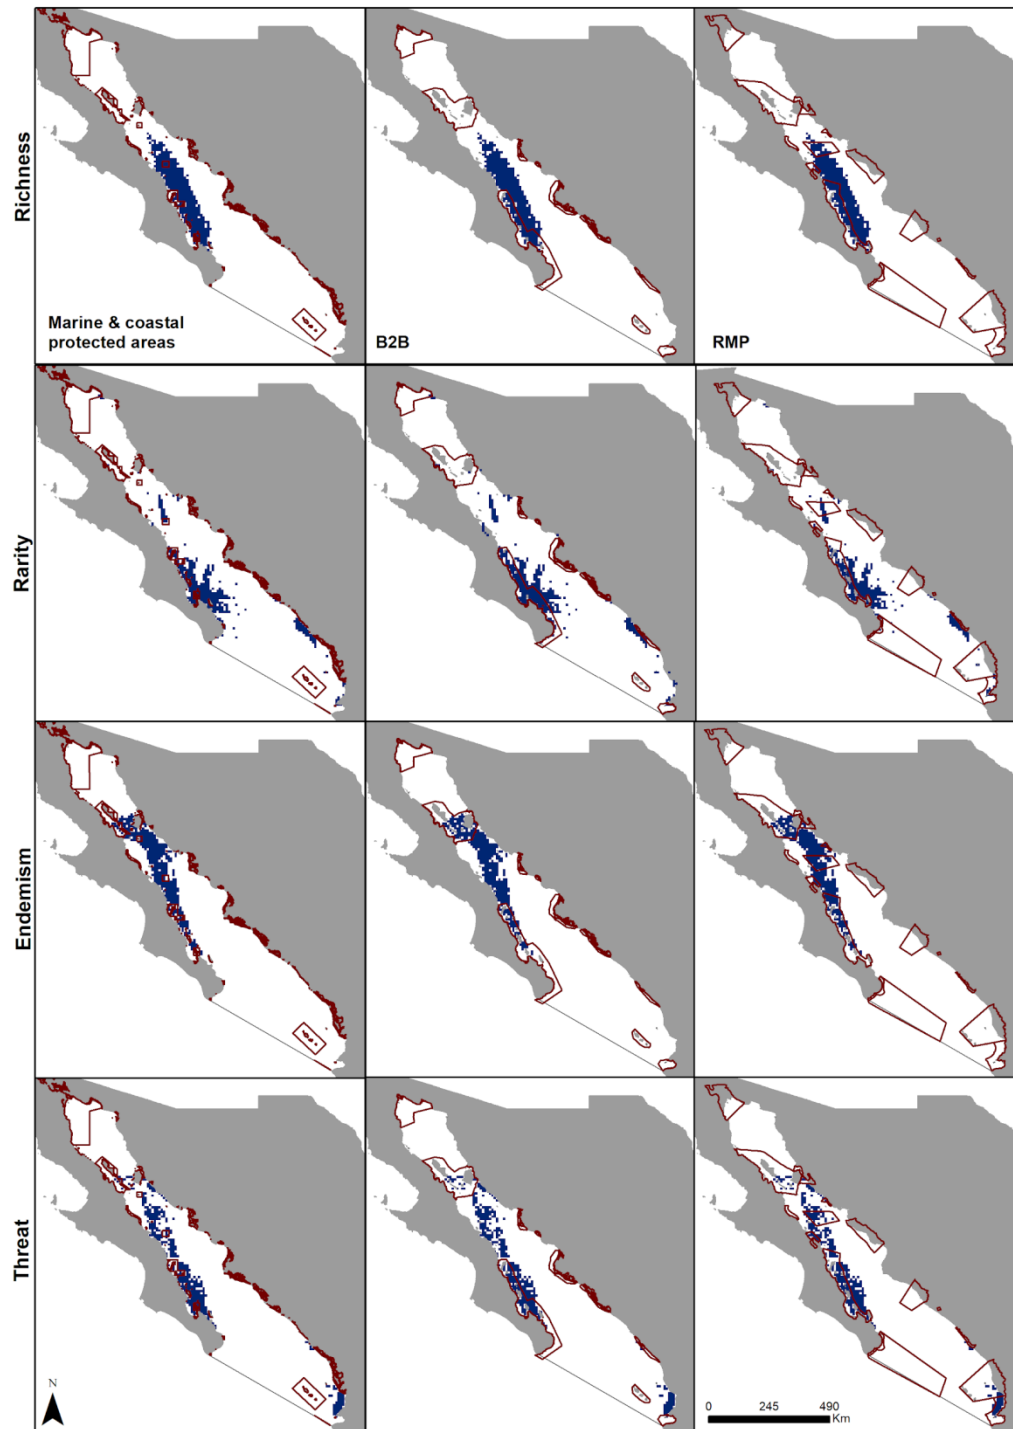 Richness
Marine & coastal
protected areas
B2B
RMP
Rarity
Endemism
Threat
N
0 245 490
Km